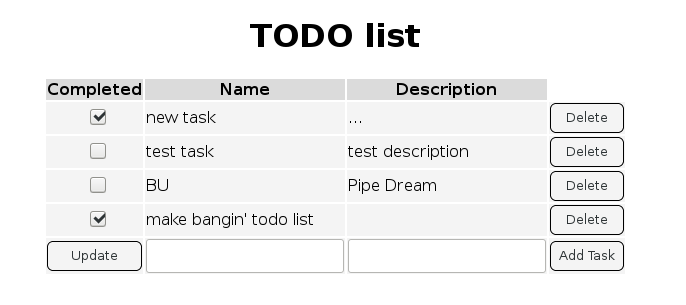 TODO list
Completed Name Description
new task ... Delete
test task test description Delete
BU Pipe Dream Delete
make bangin' todo list Delete
Update Add Task